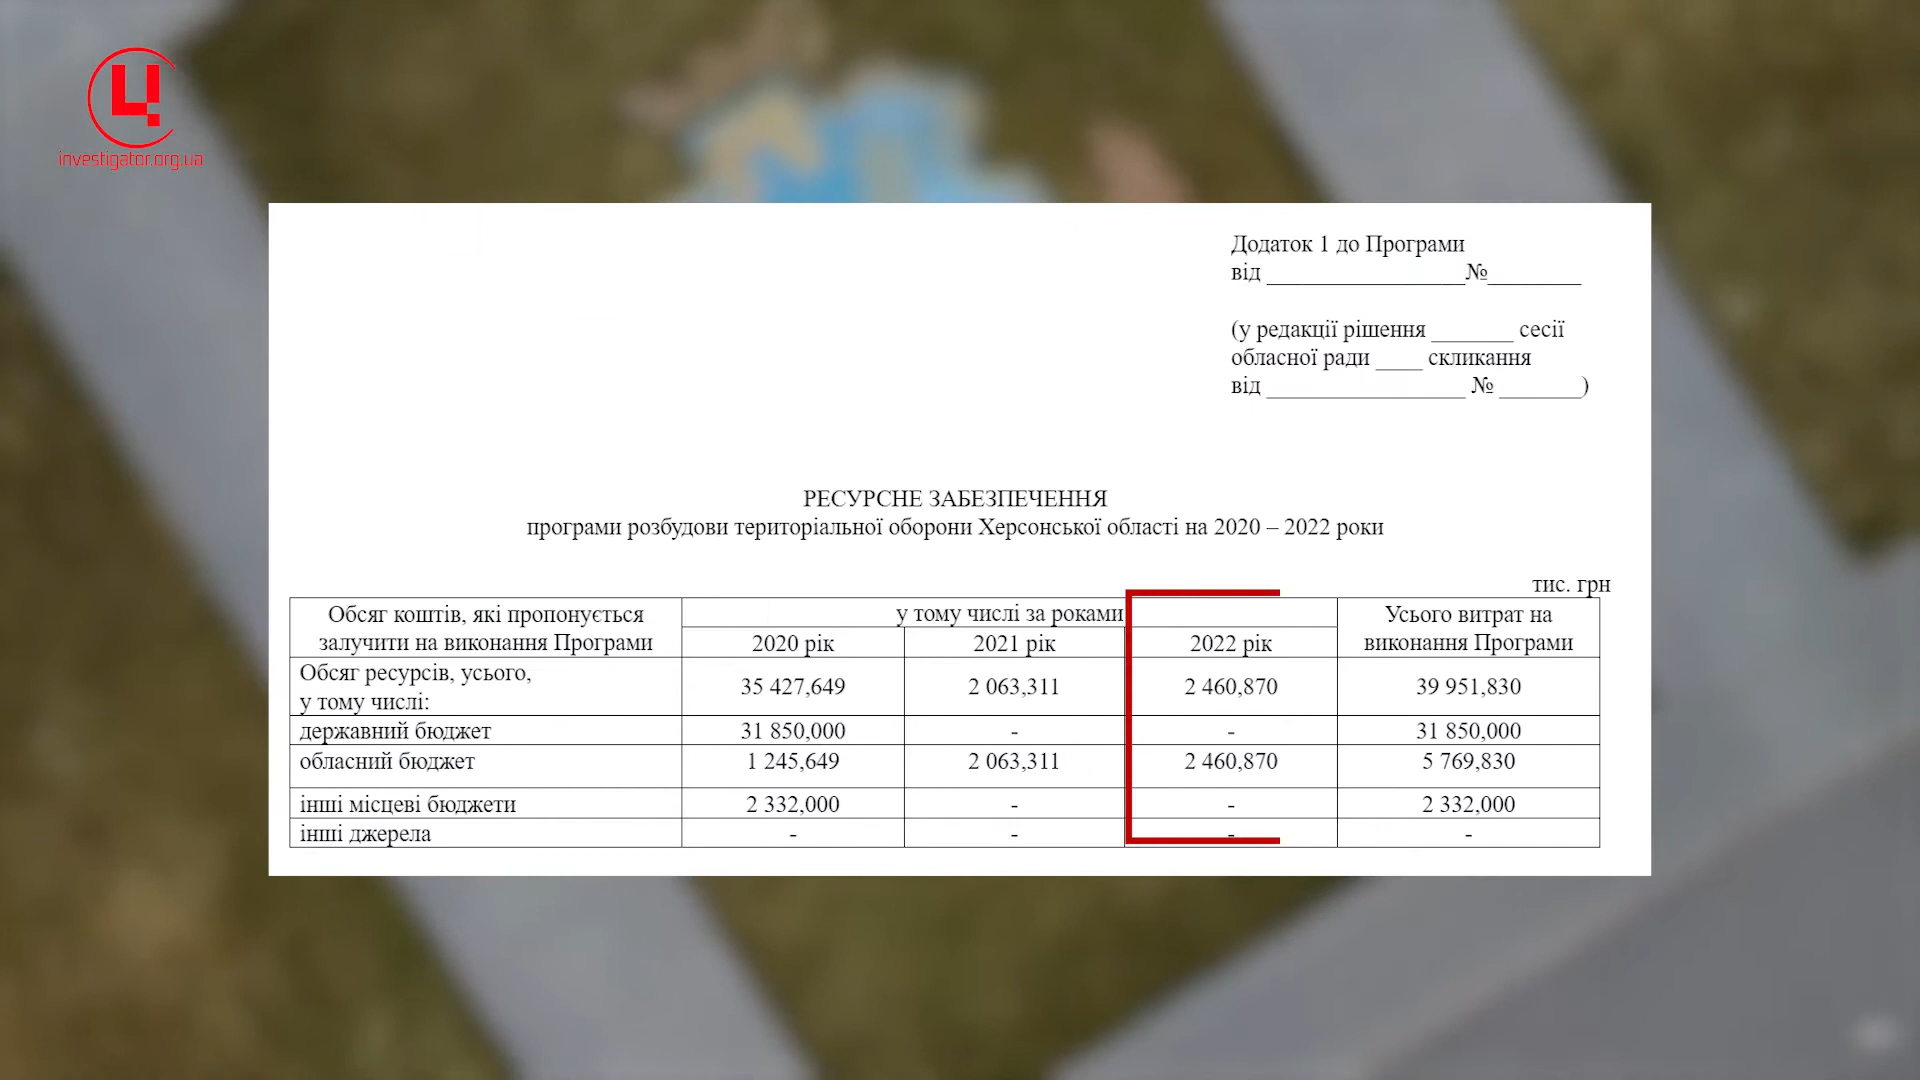 Ц
investigator.org.ua
Додаток 1 до Програми
від _________________№________
(у редакції рішення _______ сесії
обласної ради ____ скликання
від _________________ № _______)
РЕСУРСНЕ ЗАБЕЗПЕЧЕННЯ
програми розбудови територіальної оборони Херсонської області на 2020 – 2022 роки
тис. грн
Обсяг коштів, які пропонується залучити на виконання Програми | у тому числі за роками | Усього витрат на виконання Програми
2020 рік | 2021 рік | 2022 рік
Обсяг ресурсів, усього, у тому числі: | 35 427,649 | 2 063,311 | 2 460,870 | 39 951,830
державний бюджет | 31 850,000 | - | - | 31 850,000
обласний бюджет | 1 245,649 | 2 063,311 | 2 460,870 | 5 769,830
інші місцеві бюджети | 2 332,000 | - | - | 2 332,000
інші джерела | - | - | - | -